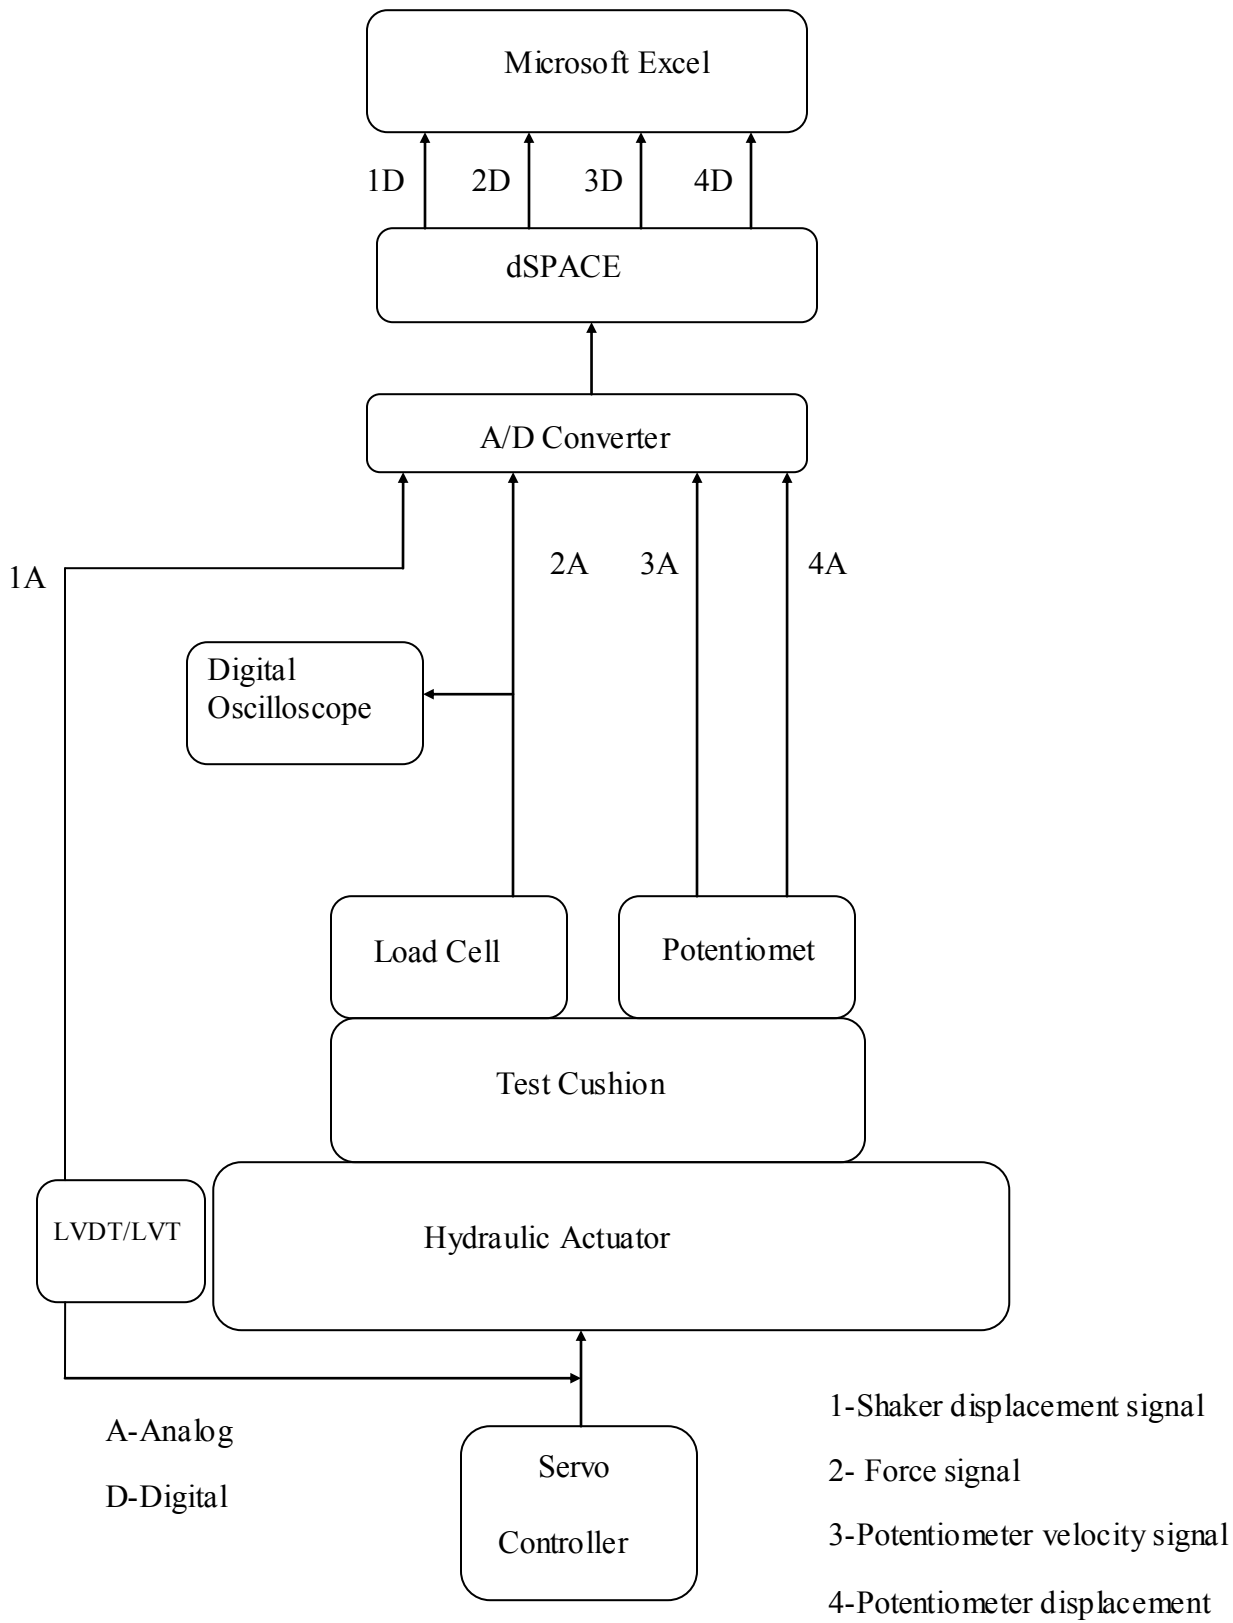 Microsoft Excel
1D
2D
3D
4D
dSPACE
A/D Converter
1A
2A
3A
4A
Digital
Oscilloscope
Load Cell
Potentiomet
Test Cushion
LVDT/LVT
Hydraulic Actuator
A-Analog
D-Digital
Servo
Controller
1-Shaker displacement signal
2- Force signal
3-Potentiometer velocity signal
4-Potentiometer displacement